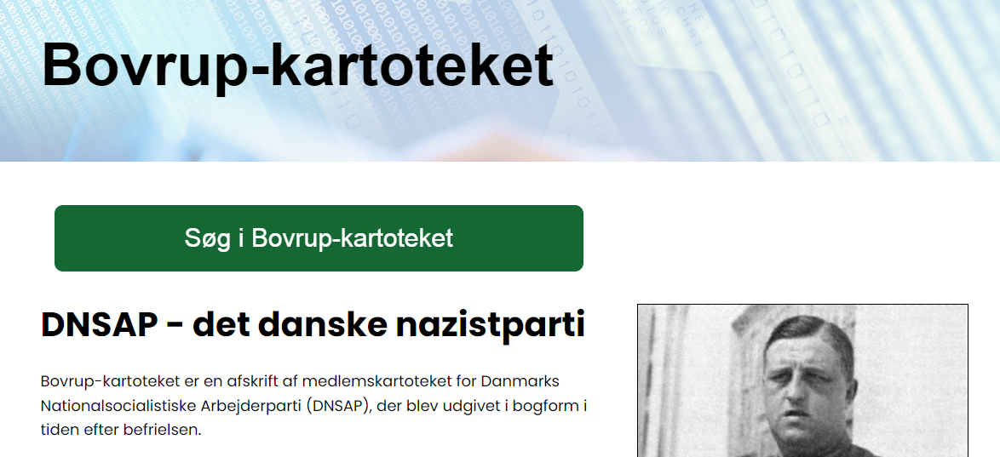 Bovrup-kartoteket
Søg i Bovrup-kartoteket
DNSAP - det danske nazistparti
Bovrup-kartoteket er en afskrift af medlemskartoteket for Danmarks
Nationalsocialistiske Arbejderparti (DNSAP), der blev udgivet i bogform i
tiden efter befrielsen.